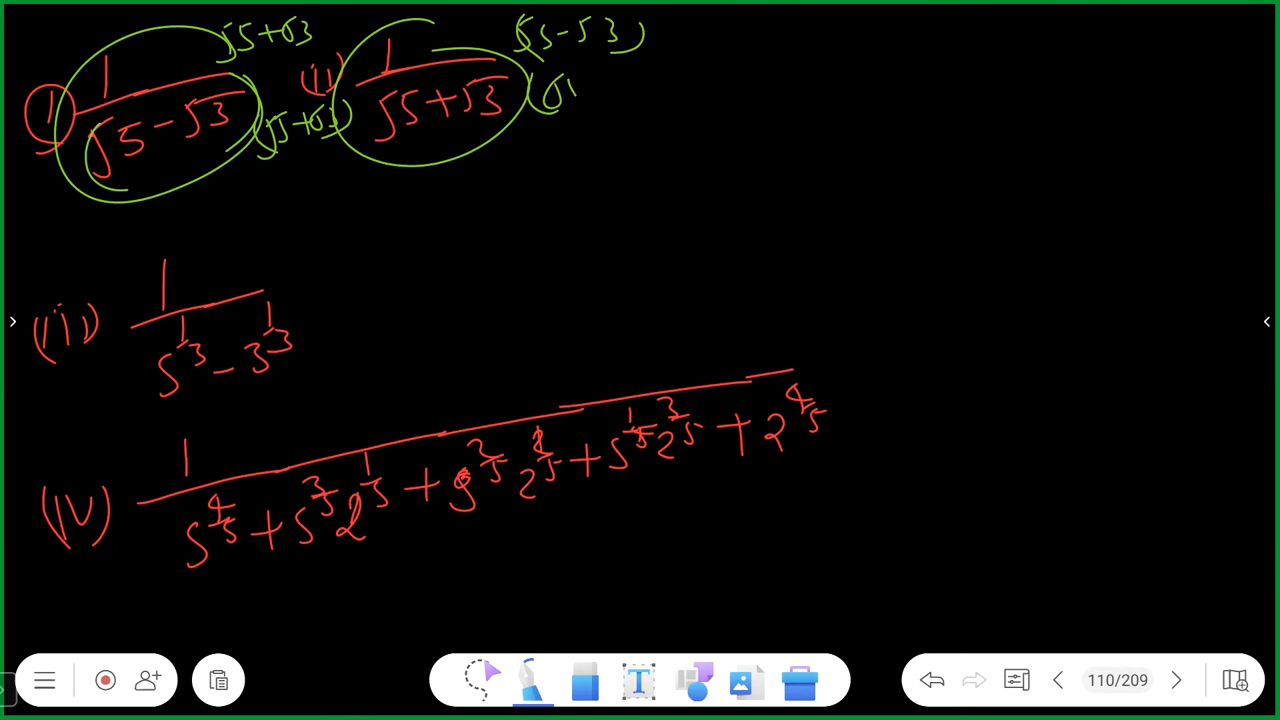 ① 1/(√5 − √3) (√5+√3)/(√5+√3) (ii) 1/(√5+√3) (√5−√3)/(√
(iii) 1/(5^(1/3) − 3^(1/3))
(iv) 1/(5^(4/5) + 5^(3/5) 2^(1/5) + 5^(2/5) 2^(2/5) + 5^(1/5) 2^(3/5) + 2^(4/5))
110/209